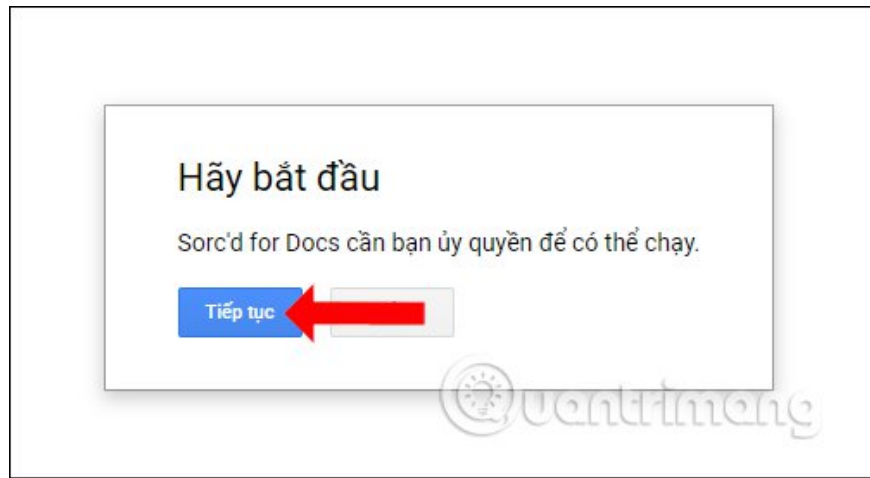 Hãy bắt đầu
Sorc'd for Docs cần bạn ủy quyền để có thể chạy.
Tiếp tục
Quantrimang